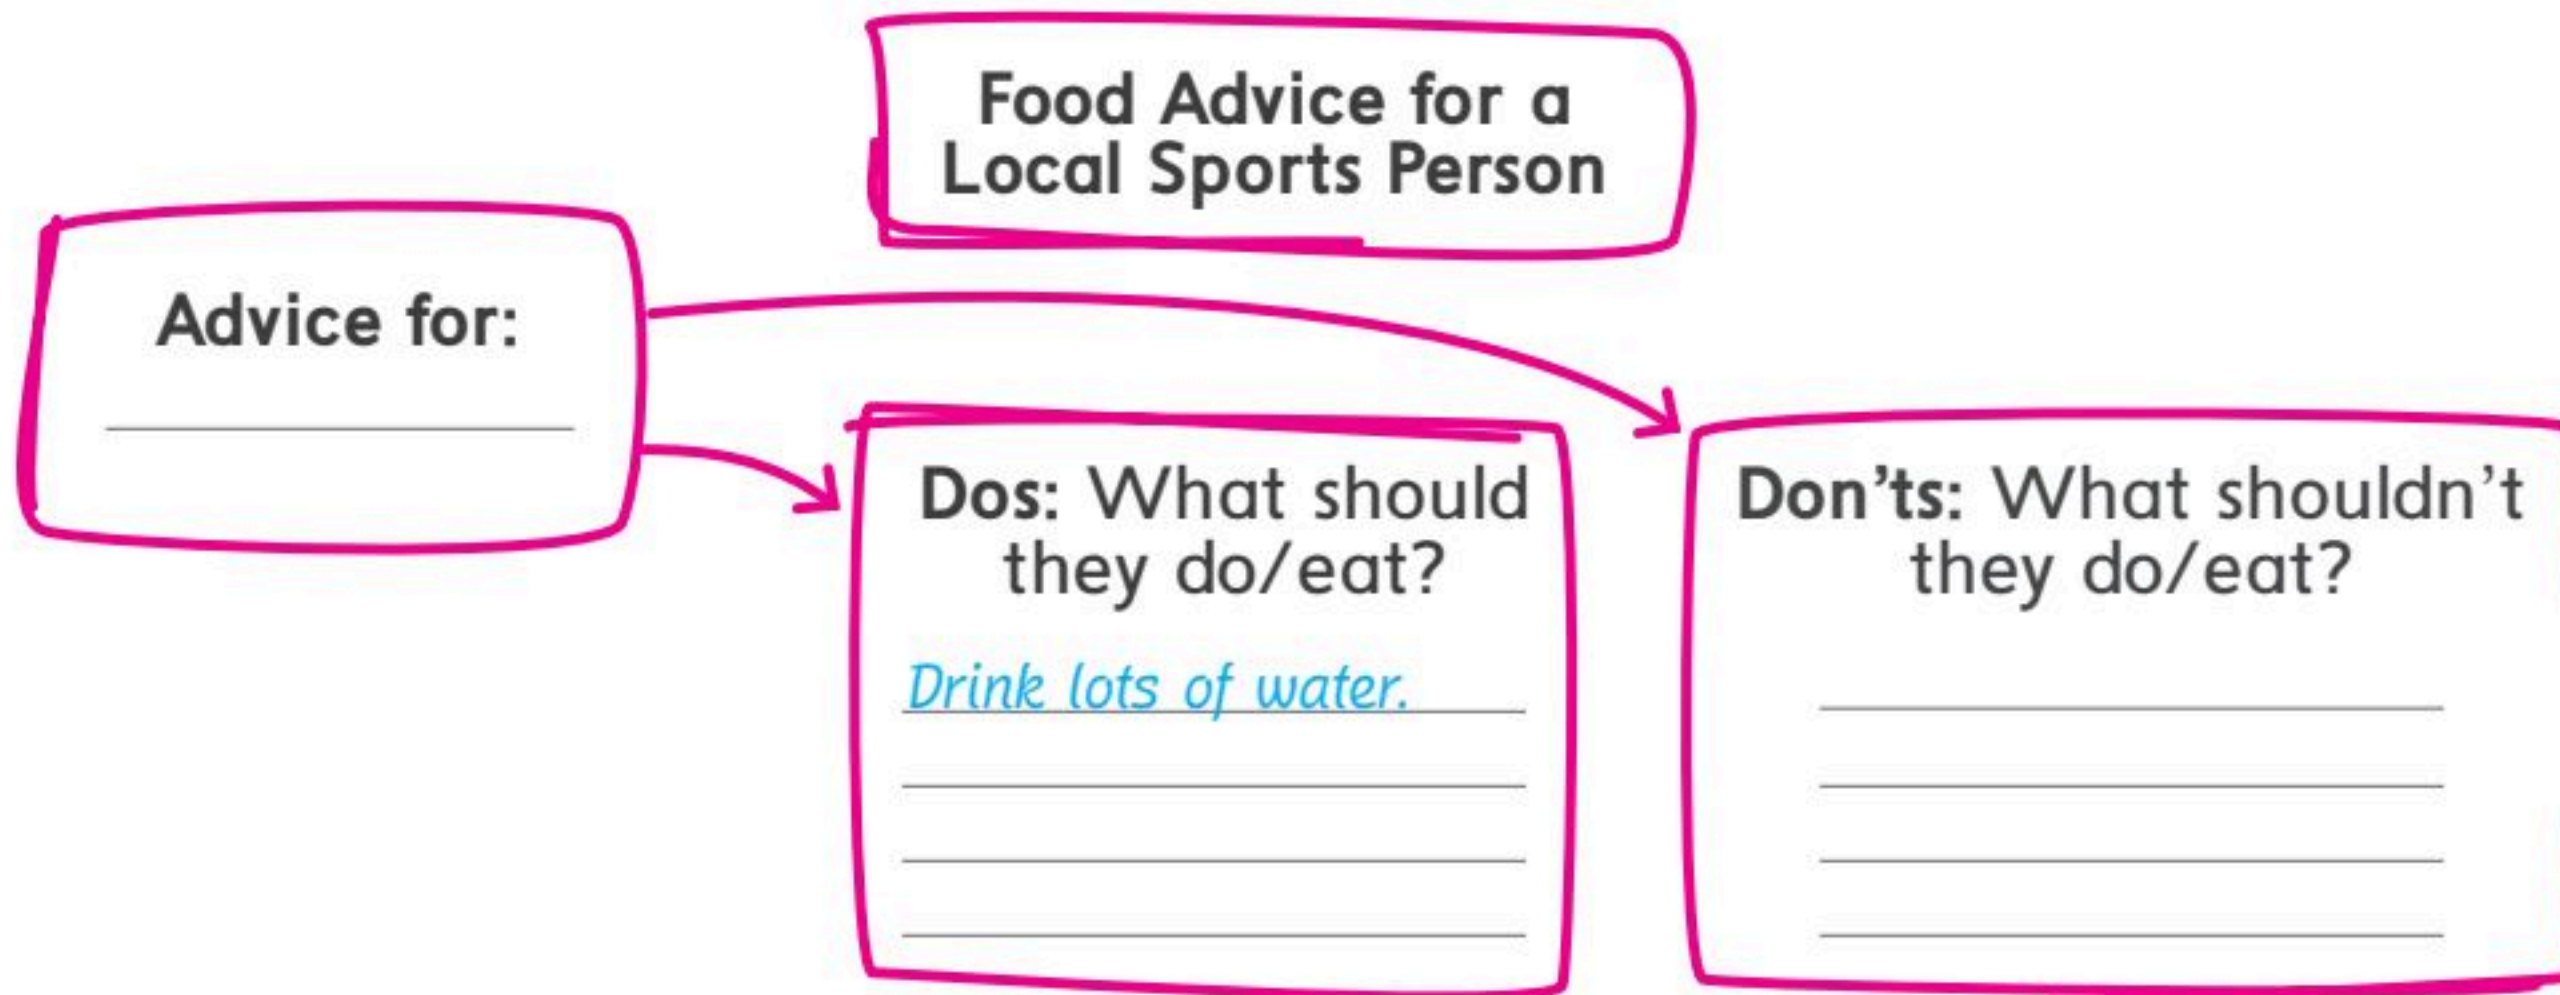 Food Advice for a
Local Sports Person
Advice for:
Dos: What should
they do/eat?
Drink lots of water.
Don'ts: What shouldn't
they do/eat?